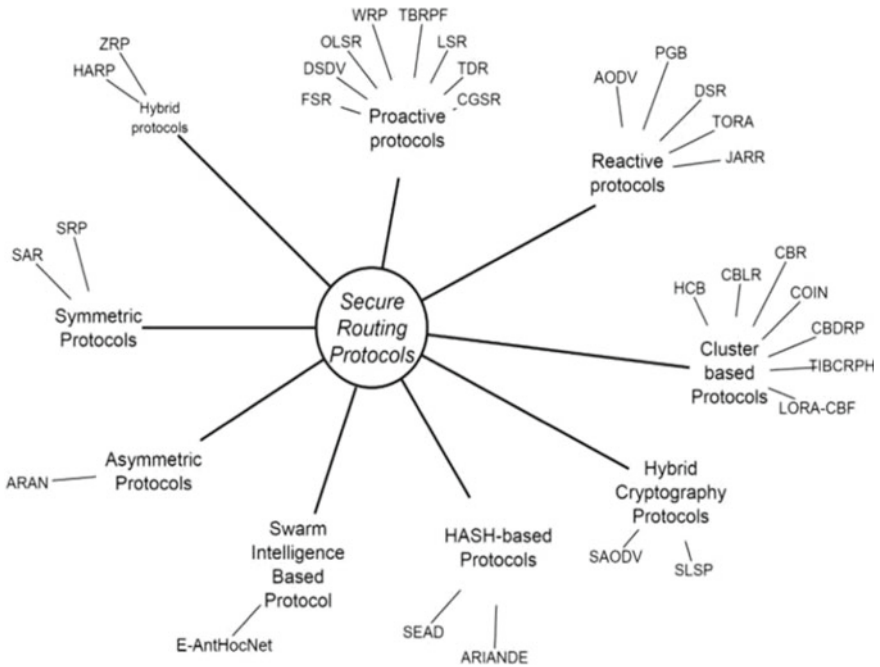 WRP
TBRPF
OLSR
LSR
DSDV
TDR
FSR
CGSR
Proactive
protocols
ZRP
HARP
Hybrid
protocols
PGB
AODV
DSR
TORA
JARR
Reactive
protocols
SRP
SAR
Symmetric
Protocols
Secure
Routing
Protocols
CBR
CBLR
HCB
COIN
CBDRP
TIBCRPH
LORA-CBF
Cluster
based
Protocols
ARAN
Asymmetric
Protocols
Swarm
Intelligence
Based
Protocol
E-AntHocNet
HASH-based
Protocols
SEAD
ARIANDE
Hybrid
Cryptography
Protocols
SAODV
SLSP